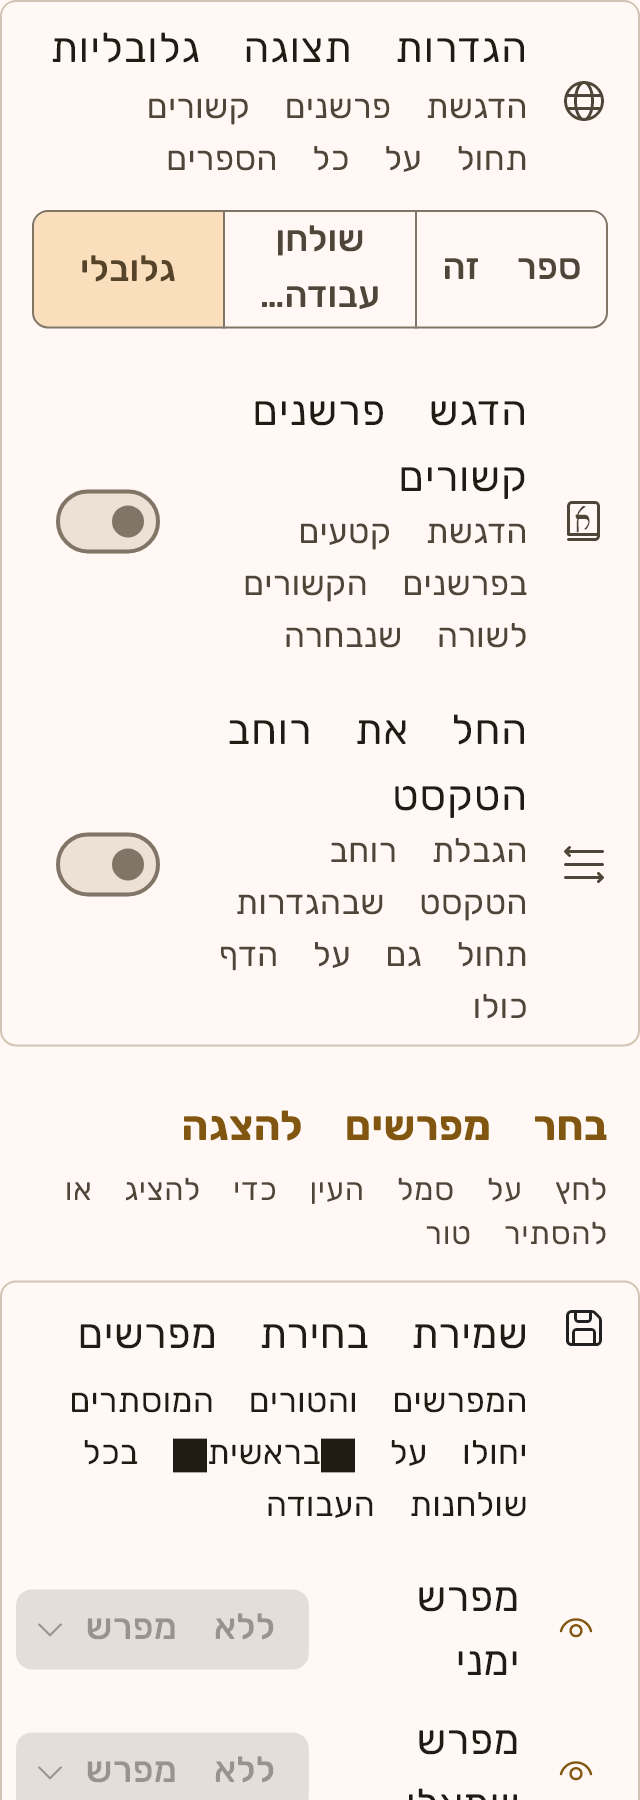 הגדרות תצוגה גלובליות
הדגשת פרשנים קשורים
תחול על כל הספרים
ספר זה
שולחן
עבודה...
גלובלי
הדגש פרשנים
קשורים
הדגשת קטעים
בפרשנים הקשורים
לשורה שנבחרה
החל את רוחב
הטקסט
הגבלת רוחב
הטקסט שבהגדרות
תחול גם על הדף
כולו
בחר מפרשים להצגה
לחץ על סמל העין כדי להציג או
להסתיר טור
שמירת בחירת מפרשים
המפרשים והטורים המוסתרים
יחולו על בראשית בכל
שולחנות העבודה
מפרש
ימני
ללא מפרש
מפרש
ללא מפרש